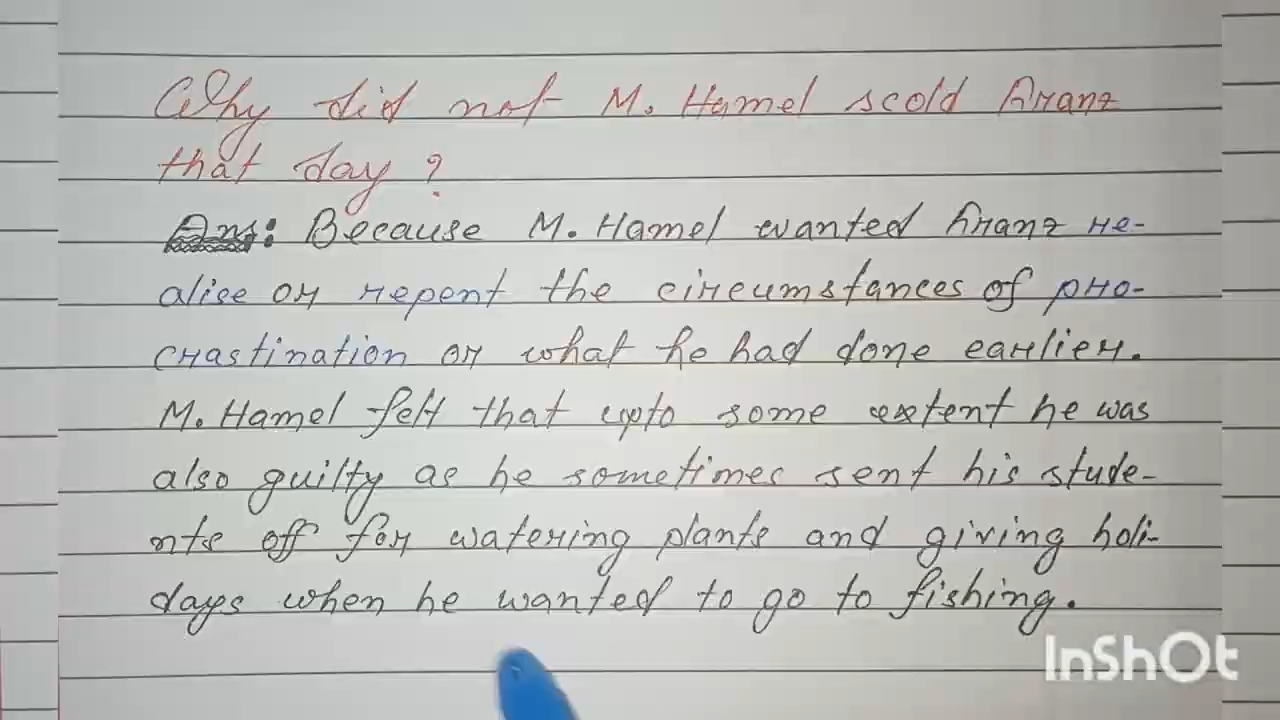 Why did not M. Hamel scold Franz
that day ?
Ans: Because M. Hamel wanted Franz re-
alise or repent the circumstances of pro-
crastination or what he had done earlier.
M. Hamel felt that upto some extent he was
also guilty as he sometimes sent his stude-
nts off for watering plants and giving holi-
days when he wanted to go to fishing.
InShOt